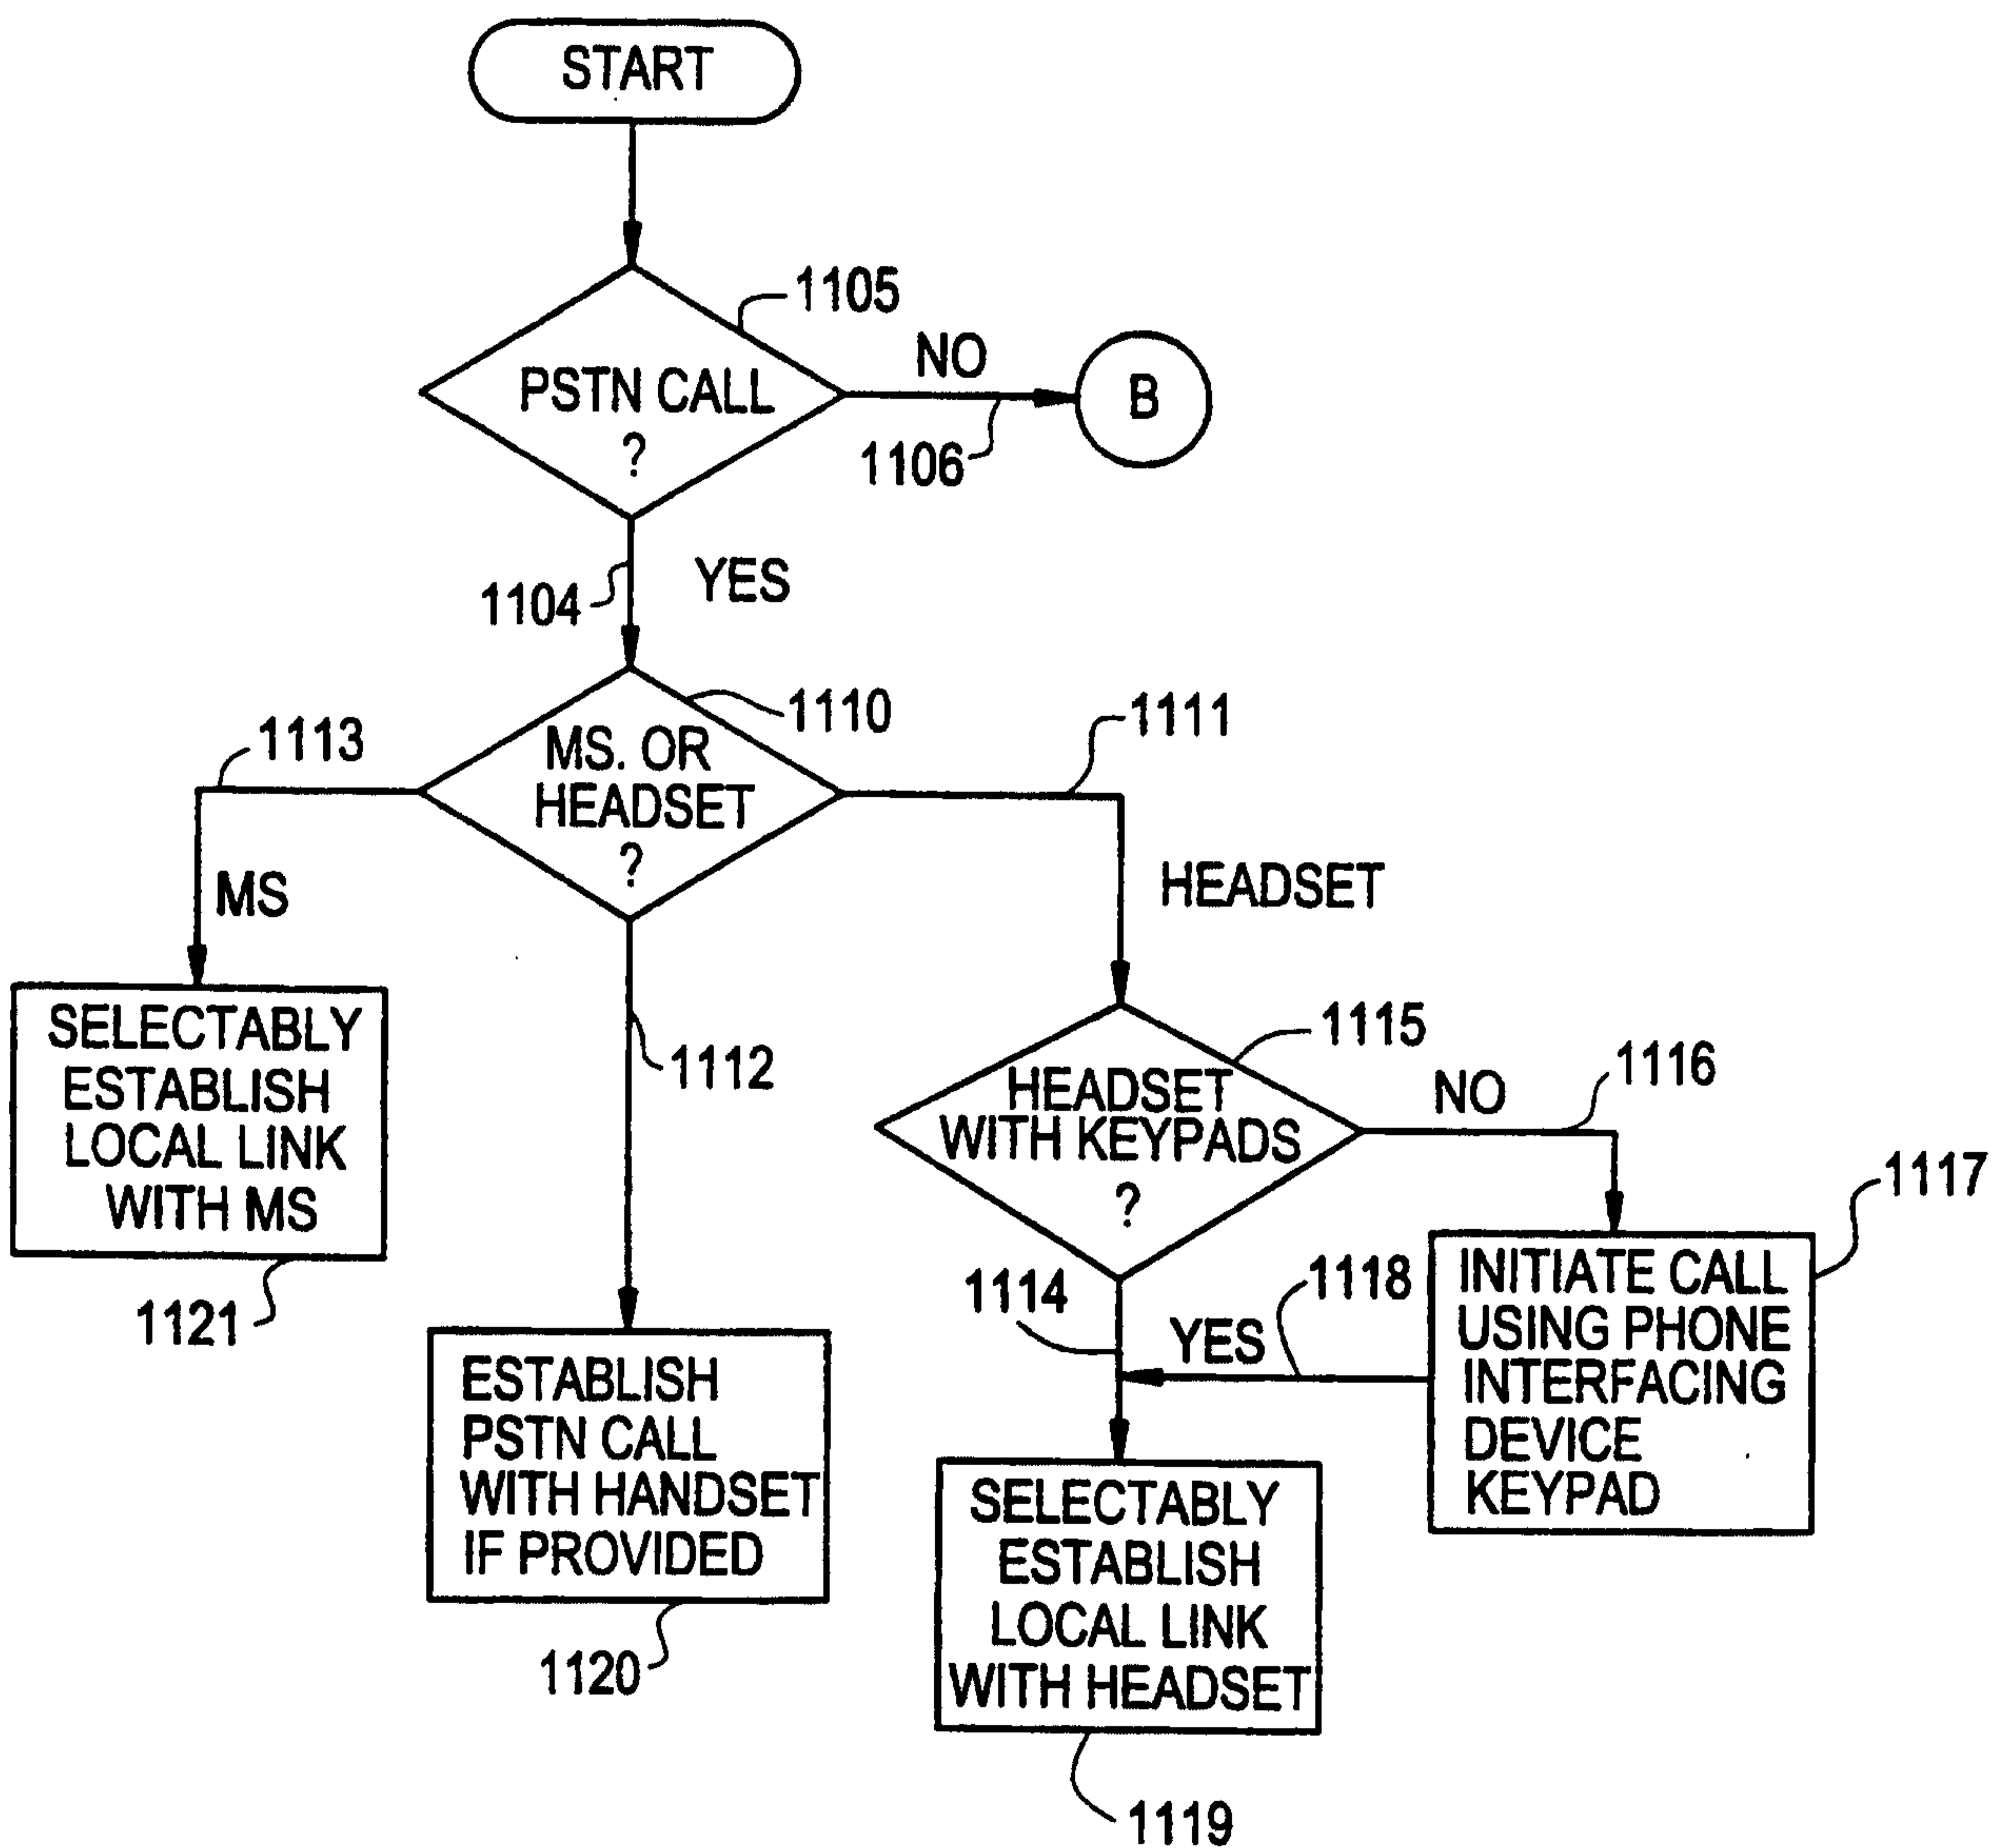 START
1105
PSTN CALL
?
NO
B
1106
1104
YES
1110
MS. OR
HEADSET
?
1113
1111
MS
HEADSET
SELECTABLY
ESTABLISH
LOCAL LINK
WITH MS
1121
1112
1115
HEADSET
WITH KEYPADS
?
NO
1116
1117
1114
YES
1118
INITIATE CALL
USING PHONE
INTERFACING
DEVICE
KEYPAD
ESTABLISH
PSTN CALL
WITH HANDSET
IF PROVIDED
1120
SELECTABLY
ESTABLISH
LOCAL LINK
WITH HEADSET
1119